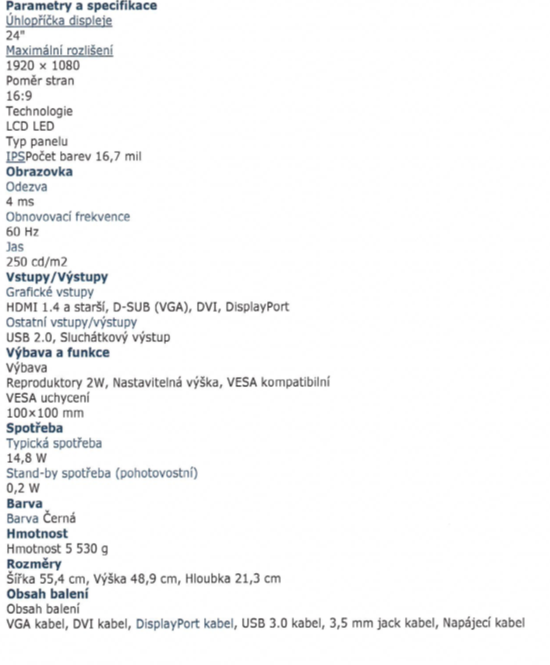 Parametry a specifikace
Úhlopříčka displeje
24"
Maximální rozlišení
1920 × 1080
Poměr stran
16:9
Technologie
LCD LED
Typ panelu
IPSPočet barev 16,7 mil
Obrazovka
Odezva
4 ms
Obnovovací frekvence
60 Hz
Jas
250 cd/m2
Vstupy/Výstupy
Grafické vstupy
HDMI 1.4 a starší, D-SUB (VGA), DVI, DisplayPort
Ostatní vstupy/výstupy
USB 2.0, Sluchátkový výstup
Výbava a funkce
Výbava
Reproduktory 2W, Nastavitelná výška, VESA kompatibilní
VESA uchycení
100×100 mm
Spotřeba
Typická spotřeba
14,8 W
Stand-by spotřeba (pohotovostní)
0,2 W
Barva
Barva Černá
Hmotnost
Hmotnost 5 530 g
Rozměry
Šířka 55,4 cm, Výška 48,9 cm, Hloubka 21,3 cm
Obsah balení
Obsah balení
VGA kabel, DVI kabel, DisplayPort kabel, USB 3.0 kabel, 3,5 mm jack kabel, Napájecí kabel